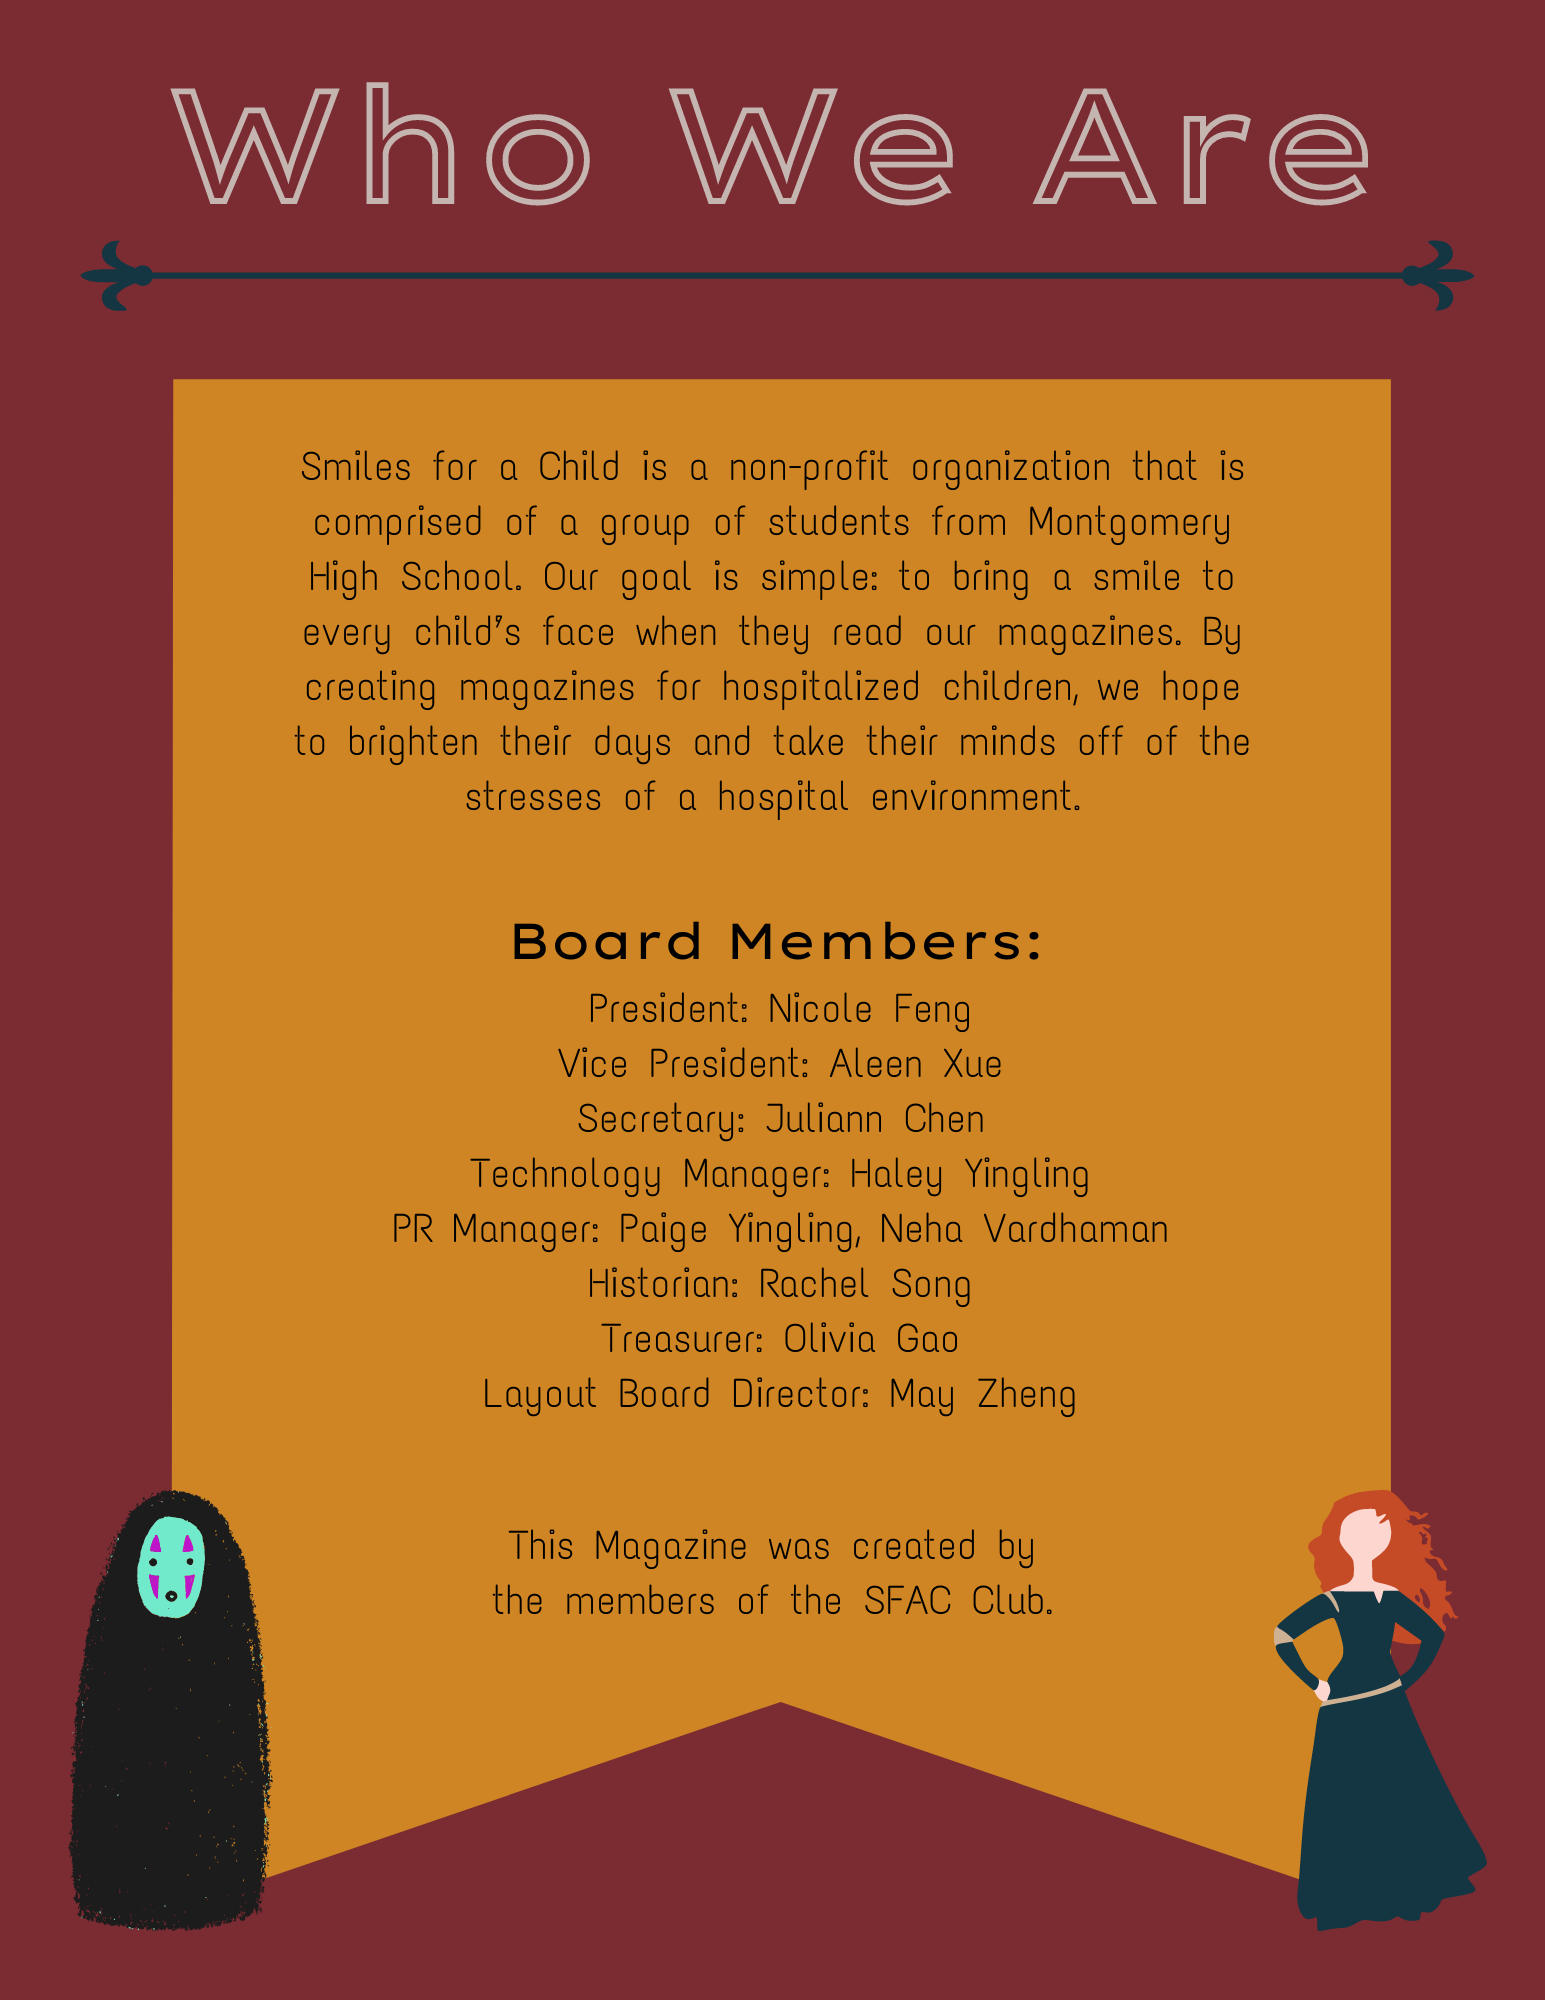 Who We Are
Smiles for a Child is a non-profit organization that is
comprised of a group of students from Montgomery
High School. Our goal is simple: to bring a smile to
every child's face when they read our magazines. By
creating magazines for hospitalized children, we hope
to brighten their days and take their minds off of the
stresses of a hospital environment.
Board Members:
President: Nicole Feng
Vice President: Aleen Xue
Secretary: Juliann Chen
Technology Manager: Haley Yingling
PR Manager: Paige Yingling, Neha Vardhaman
Historian: Rachel Song
Treasurer: Olivia Gao
Layout Board Director: May Zheng
This Magazine was created by
the members of the SFAC Club.